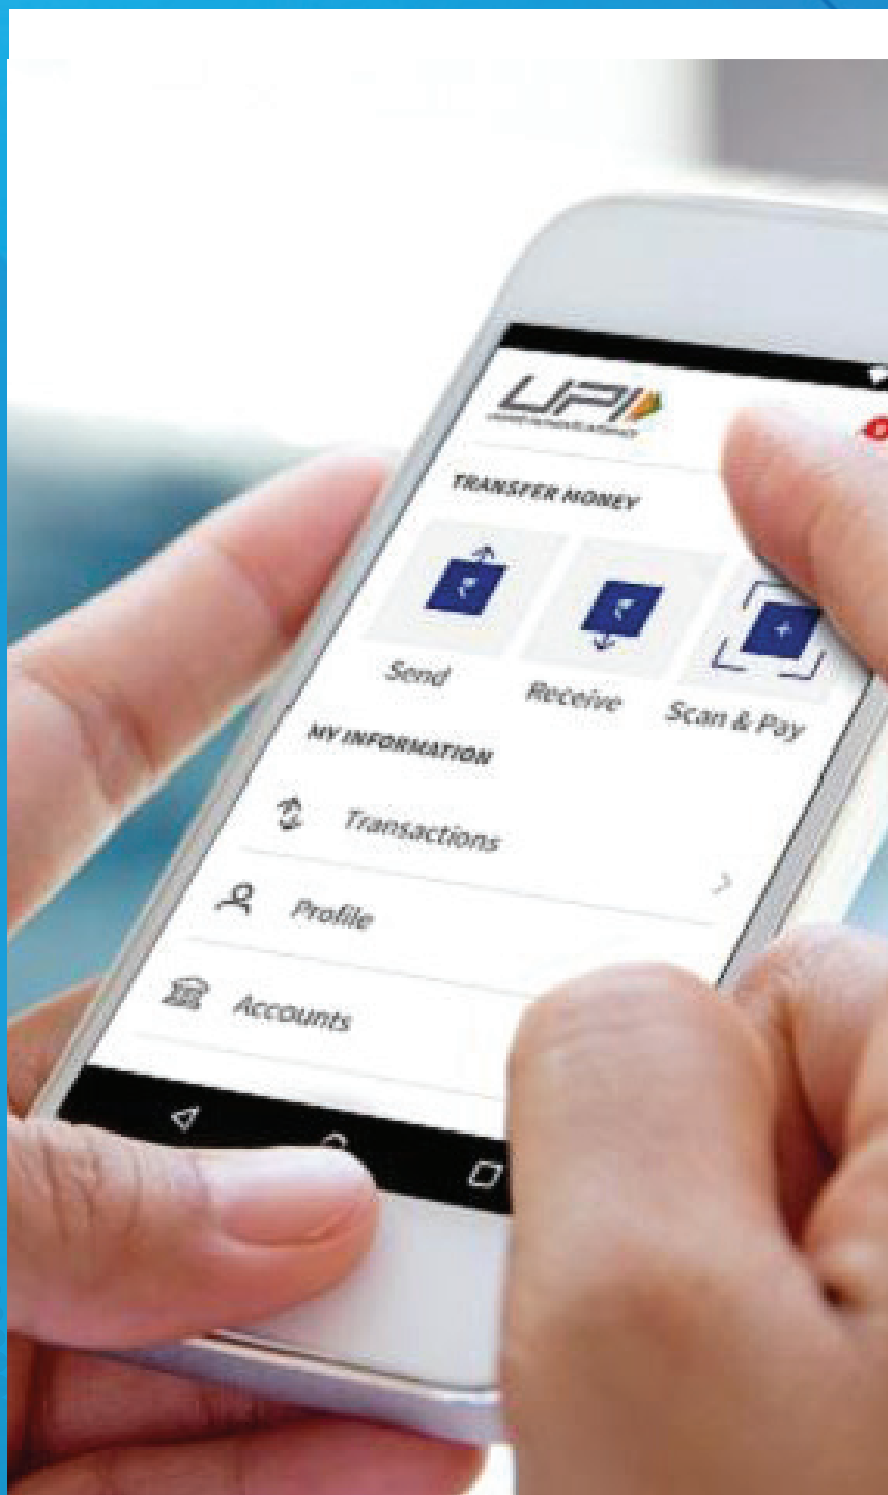 UPI
TRANSFER MONEY
Send
Receive
Scan & Pay
MY INFORMATION
Transactions
Profile
Accounts